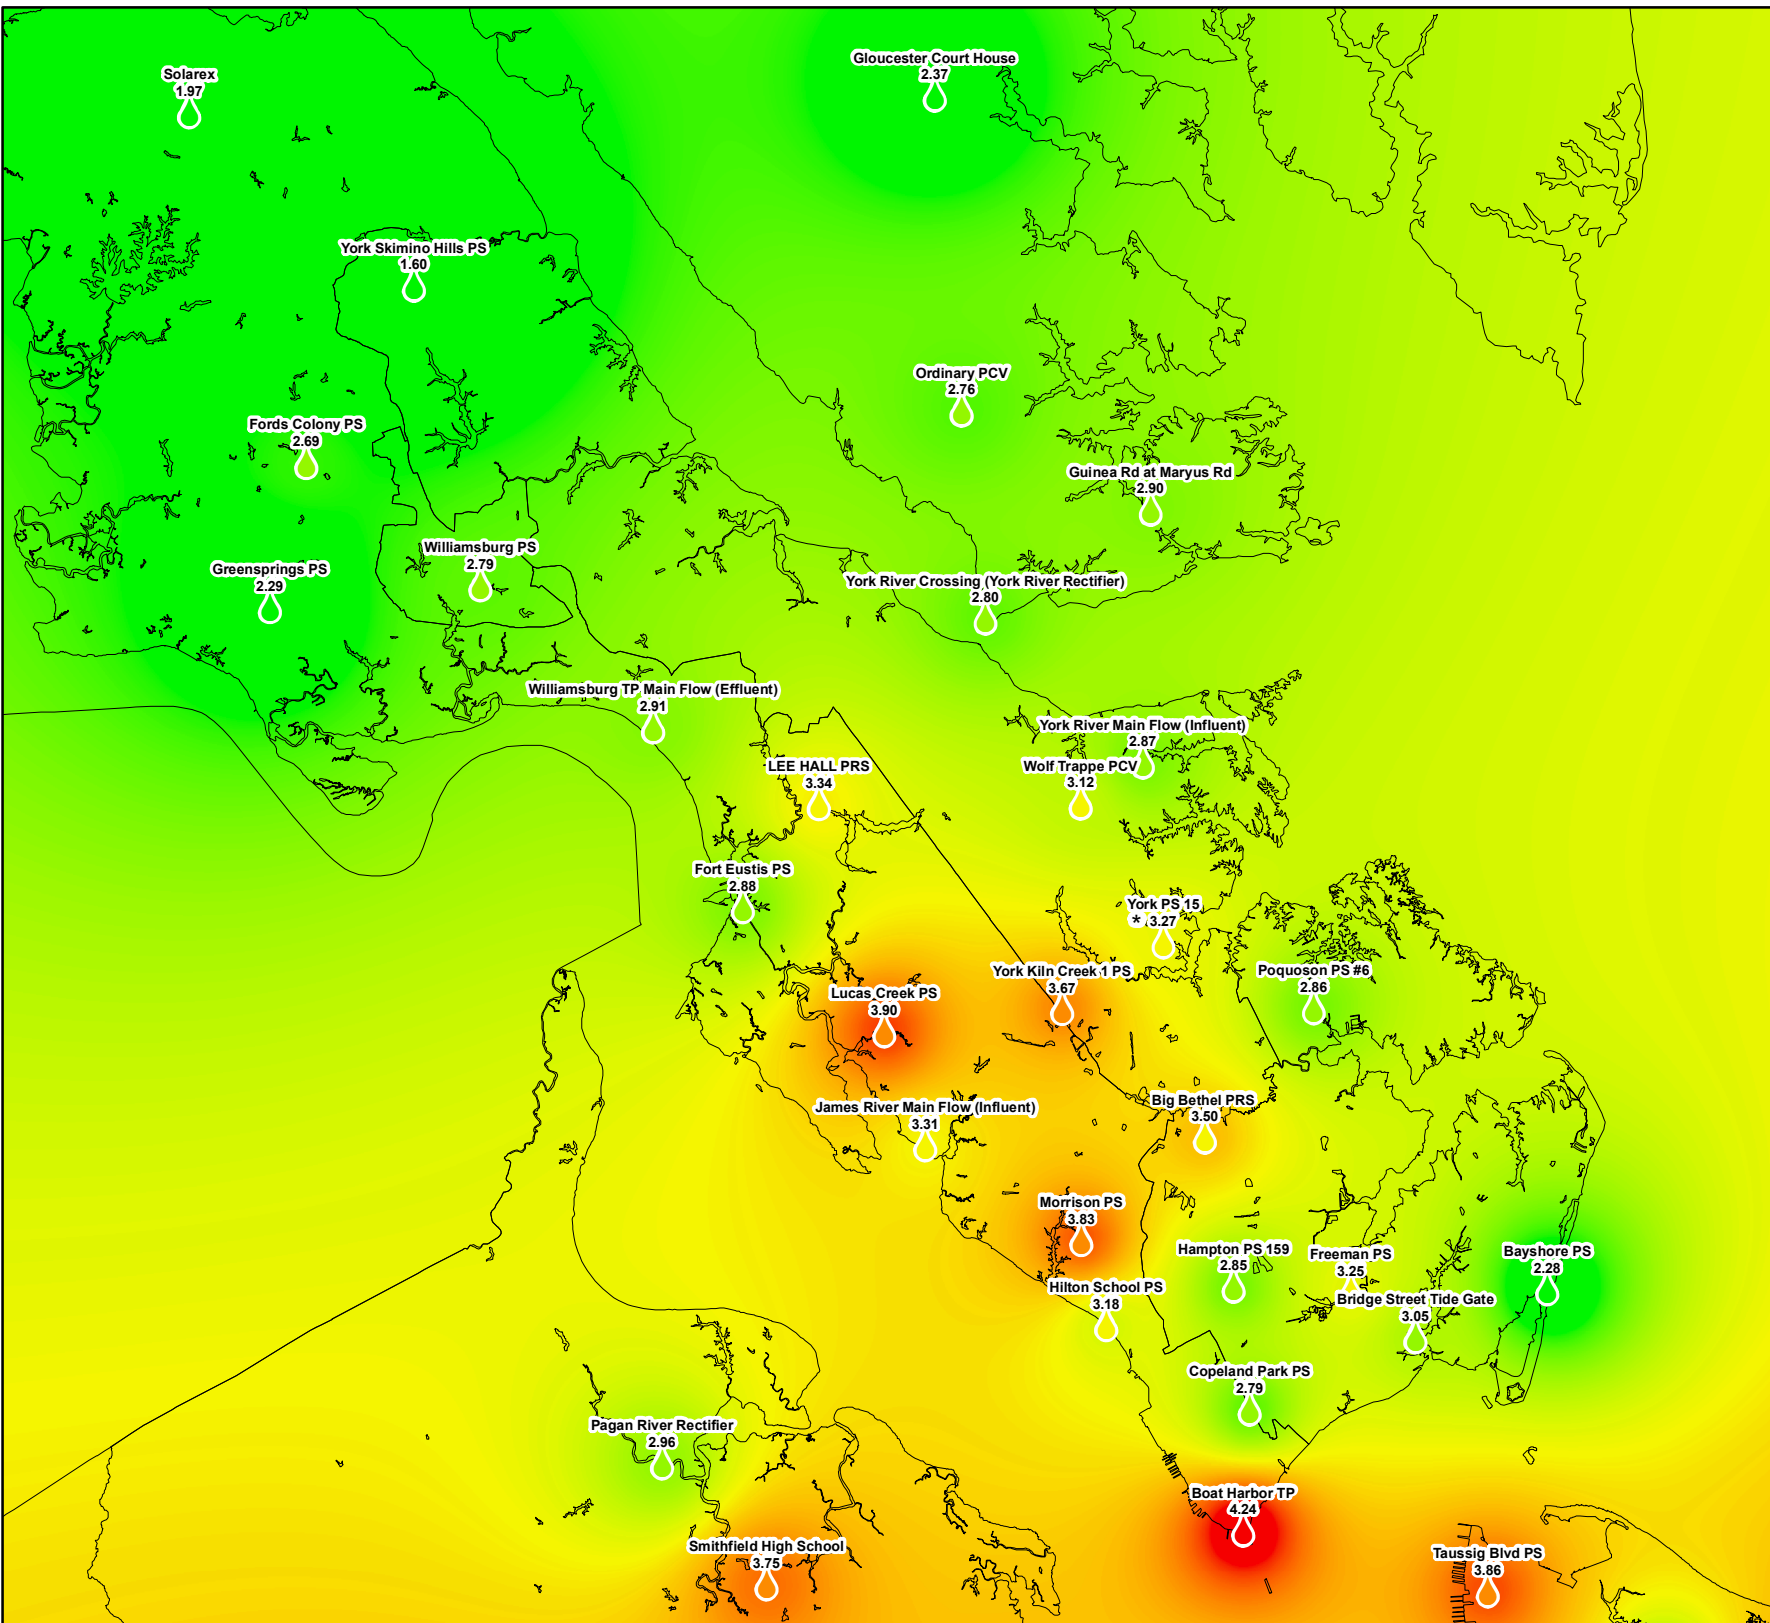 Gloucester Court House
2.37
Solarex
1.97
York Skimino Hills PS
1.60
Ordinary PCV
2.76
Fords Colony PS
2.69
Guinea Rd at Maryus Rd
2.90
Williamsburg PS
2.79
Greensprings PS
2.29
York River Crossing (York River Rectifier)
2.80
Williamsburg TP Main Flow (Effluent)
2.91
York River Main Flow (Influent)
2.87
LEE HALL PRS
3.34
Wolf Trappe PCV
3.12
Fort Eustis PS
2.88
York PS 15
* 3.27
York Kiln Creek 1 PS
3.67
Poquoson PS #6
2.86
Lucas Creek PS
3.90
Big Bethel PRS
3.50
James River Main Flow (Influent)
3.31
Morrison PS
3.83
Hampton PS 159
2.85
Freeman PS
3.25
Bayshore PS
2.28
Hilton School PS
3.18
Bridge Street Tide Gate
3.05
Copeland Park PS
2.79
Pagan River Rectifier
2.96
Boat Harbor TP
4.24
Smithfield High School
3.75
Taussig Blvd PS
3.86